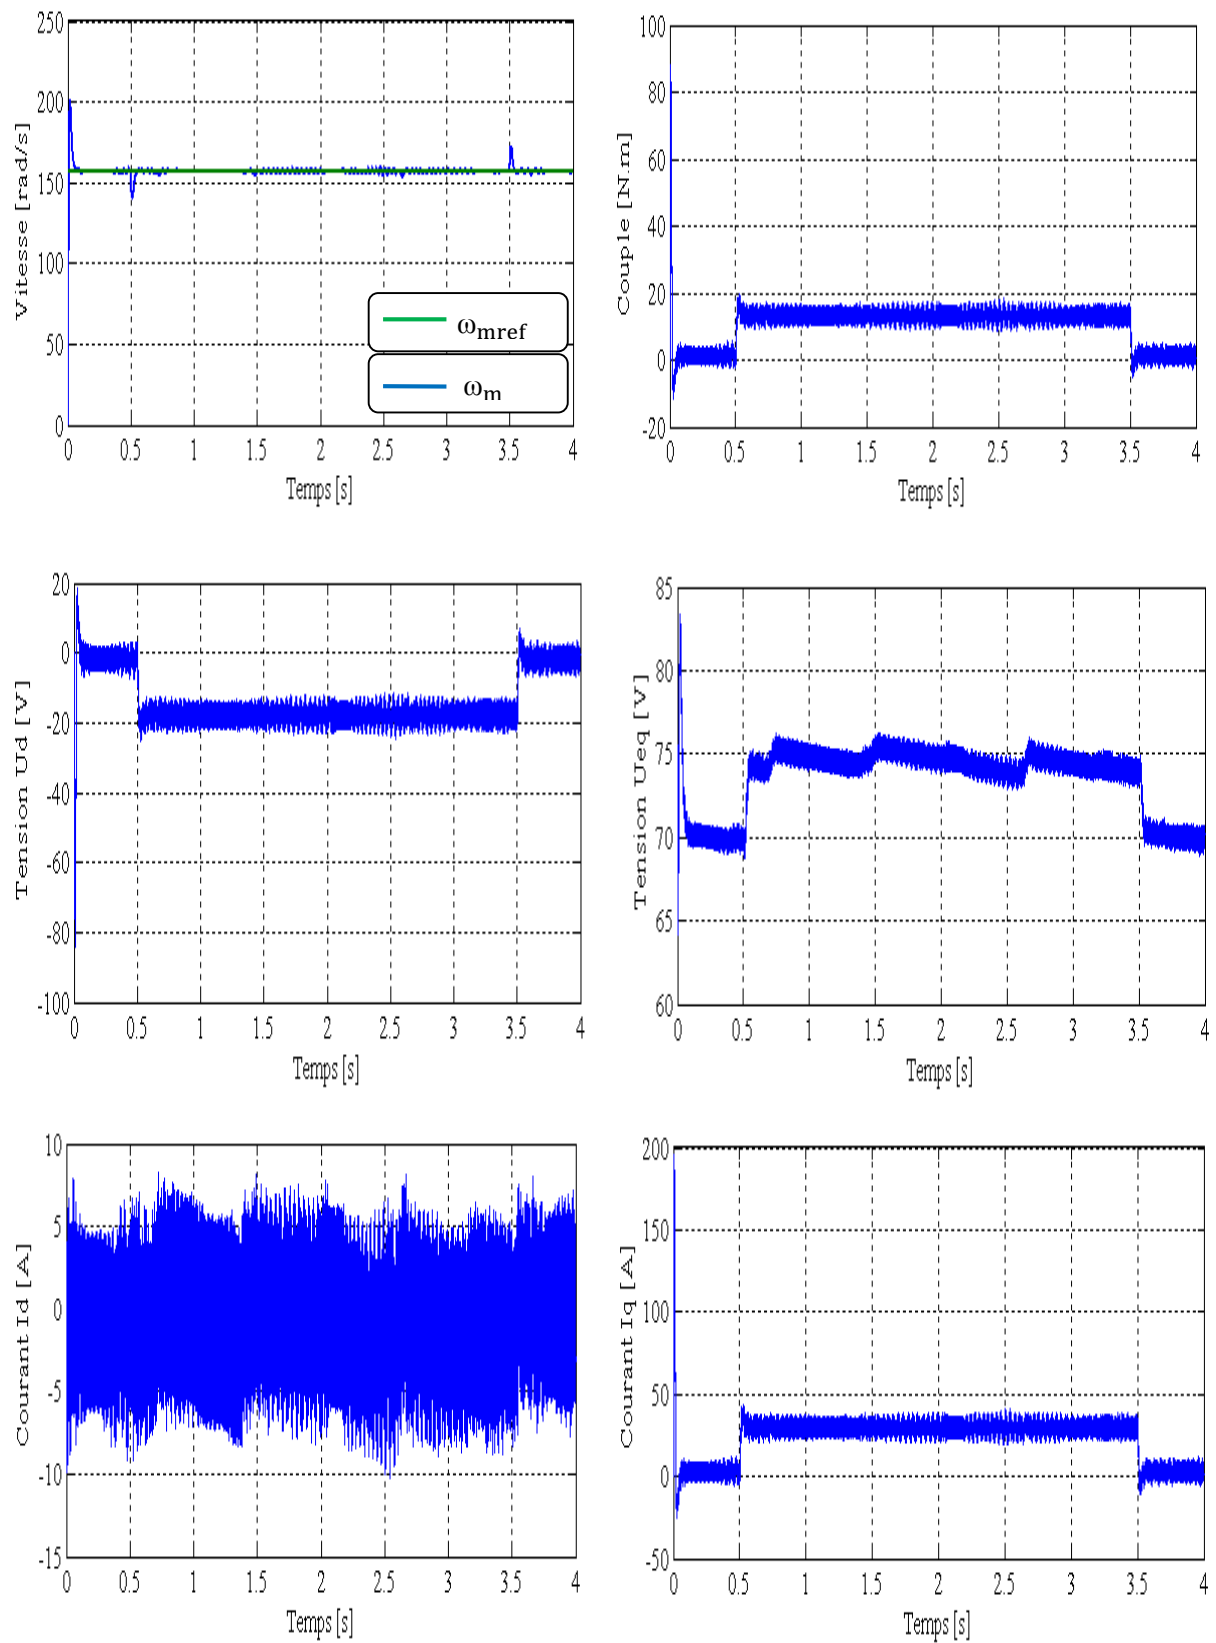 Vitesse [rad/s]
250
200
150
100
50
0
0 0.5 1 1.5 2 2.5 3 3.5 4
Temps[s]
ωmref
ωm
Couple [N.m]
100
80
60
40
20
0
-20
0 0.5 1 1.5 2 2.5 3 3.5 4
Temps[s]
Tension Ud [V]
20
0
-20
-40
-60
-80
-100
0 0.5 1 1.5 2 2.5 3 3.5 4
Temps[s]
Tension Ueq [V]
85
80
75
70
65
60
0 0.5 1 1.5 2 2.5 3 3.5 4
Temps[s]
Courant Id [A]
10
5
0
-5
-10
-15
0 0.5 1 1.5 2 2.5 3 3.5 4
Temps[s]
Courant Iq [A]
200
150
100
50
0
-50
0 0.5 1 1.5 2 2.5 3 3.5 4
Temps[s]